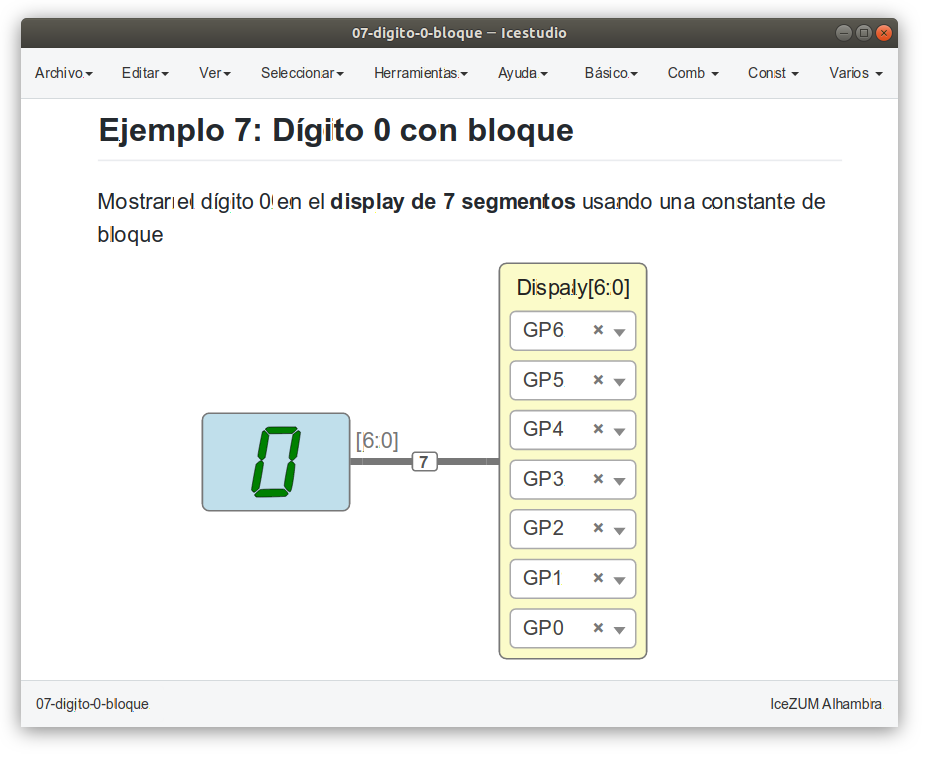 07-digito-0-bloque — Icestudio
Archivo Editar Ver Seleccionar Herramientas Ayuda Básico Comb Const Varios
Ejemplo 7: Dígito 0 con bloque
Mostrar el dígito 0 en el display de 7 segmentos usando una constante de
bloque
Dispaly[6:0]
GP6
GP5
GP4
[6:0]
0
7
GP3
GP2
GP1
GP0
07-digito-0-bloque
IceZUM Alhambra